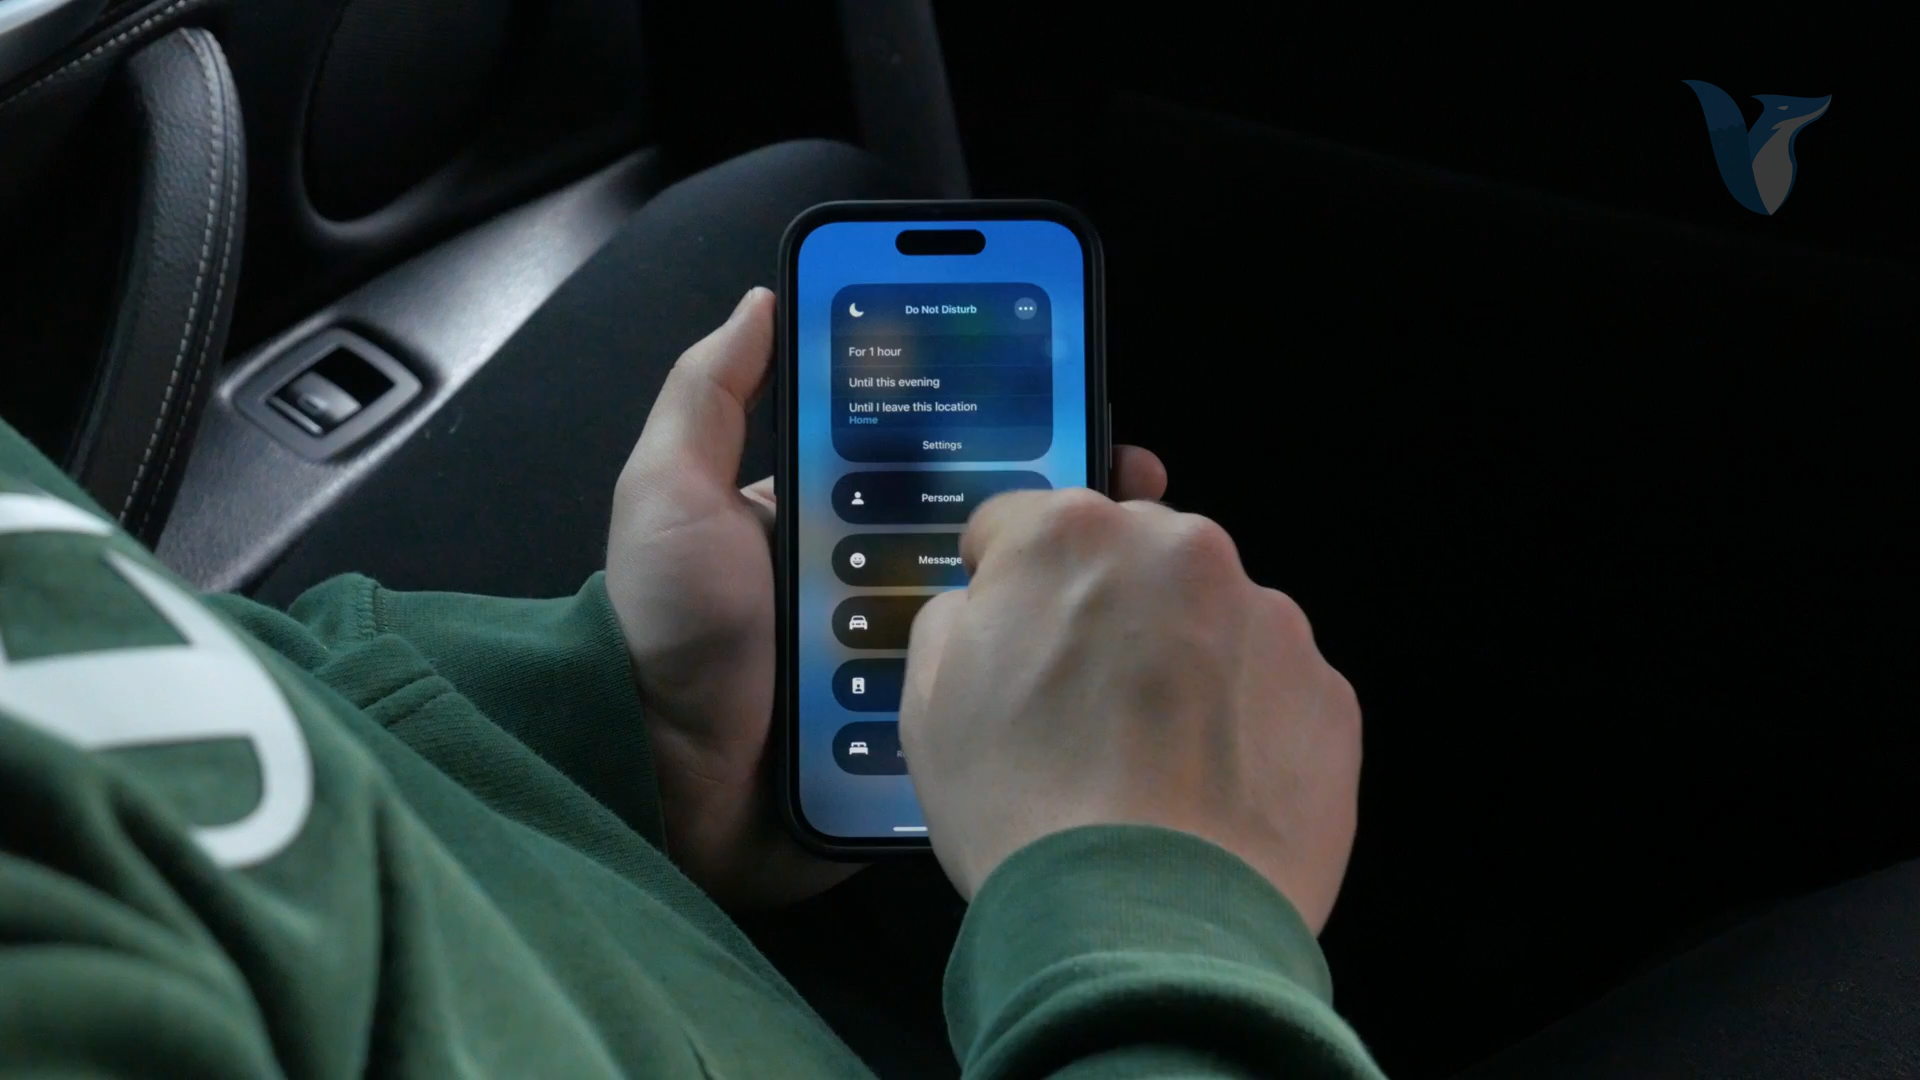 Do Not Disturb
For 1 hour
Until this evening
Until I leave this location
Home
Settings
Personal
Message